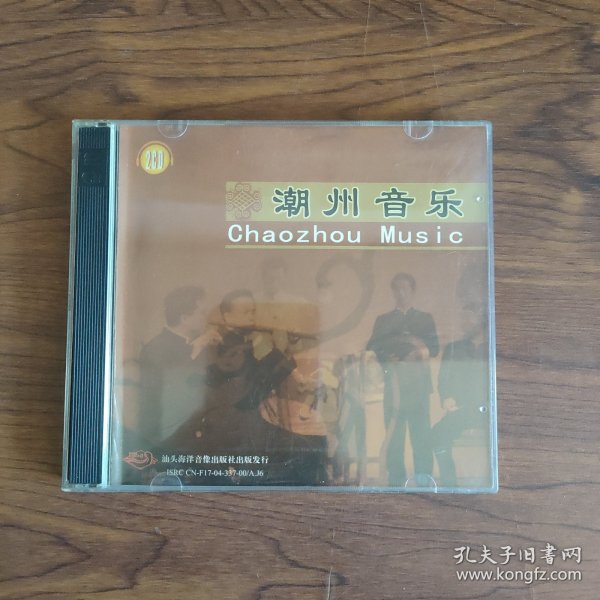 2CD
潮州音乐
Chaozhou Music
汕头海洋音像出版社出版发行
ISRC CN-F17-04-337-00/A.J6
孔夫子旧书网
www.kongfz.com